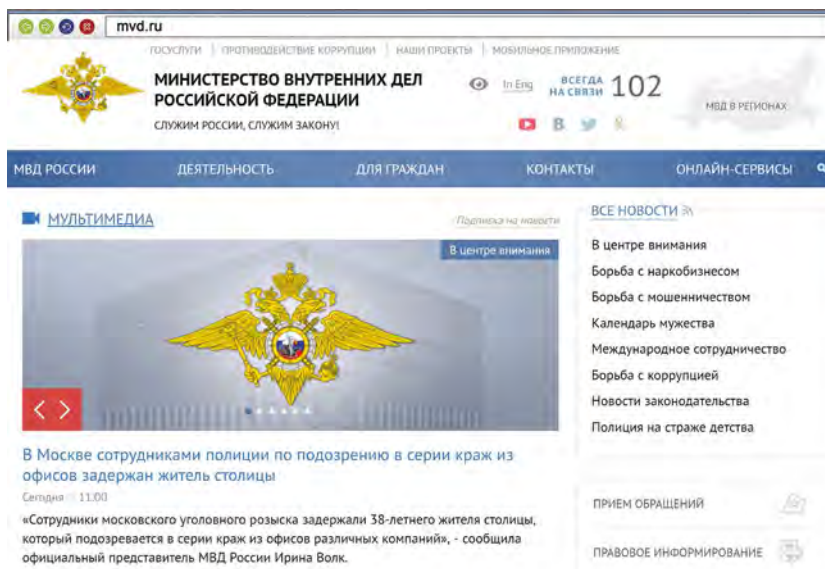 mvd.ru
ГОСУСЛУГИ | ПРОТИВОДЕЙСТВИЕ КОРРУПЦИИ | НАШИ ПРОЕКТЫ | МОБИЛЬНОЕ ПРИЛОЖЕНИЕ
МИНИСТЕРСТВО ВНУТРЕННИХ ДЕЛ
РОССИЙСКОЙ ФЕДЕРАЦИИ
СЛУЖИМ РОССИИ, СЛУЖИМ ЗАКОНУ!
In Eng
ВСЕГДА
НА СВЯЗИ 102
МВД В РЕГИОНАХ
МВД РОССИИ ДЕЯТЕЛЬНОСТЬ ДЛЯ ГРАЖДАН КОНТАКТЫ ОНЛАЙН-СЕРВИСЫ
МУЛЬТИМЕДИА
Подписка на новости
В центре внимания
В Москве сотрудниками полиции по подозрению в серии краж из
офисов задержан житель столицы
Сегодня 11:00
«Сотрудники московского уголовного розыска задержали 38-летнего жителя столицы,
который подозревается в серии краж из офисов различных компаний», - сообщила
официальный представитель МВД России Ирина Волк.
ВСЕ НОВОСТИ
В центре внимания
Борьба с наркобизнесом
Борьба с мошенничеством
Календарь мужества
Международное сотрудничество
Борьба с коррупцией
Новости законодательства
Полиция на страже детства
ПРИЕМ ОБРАЩЕНИЙ
ПРАВОВОЕ ИНФОРМИРОВАНИЕ